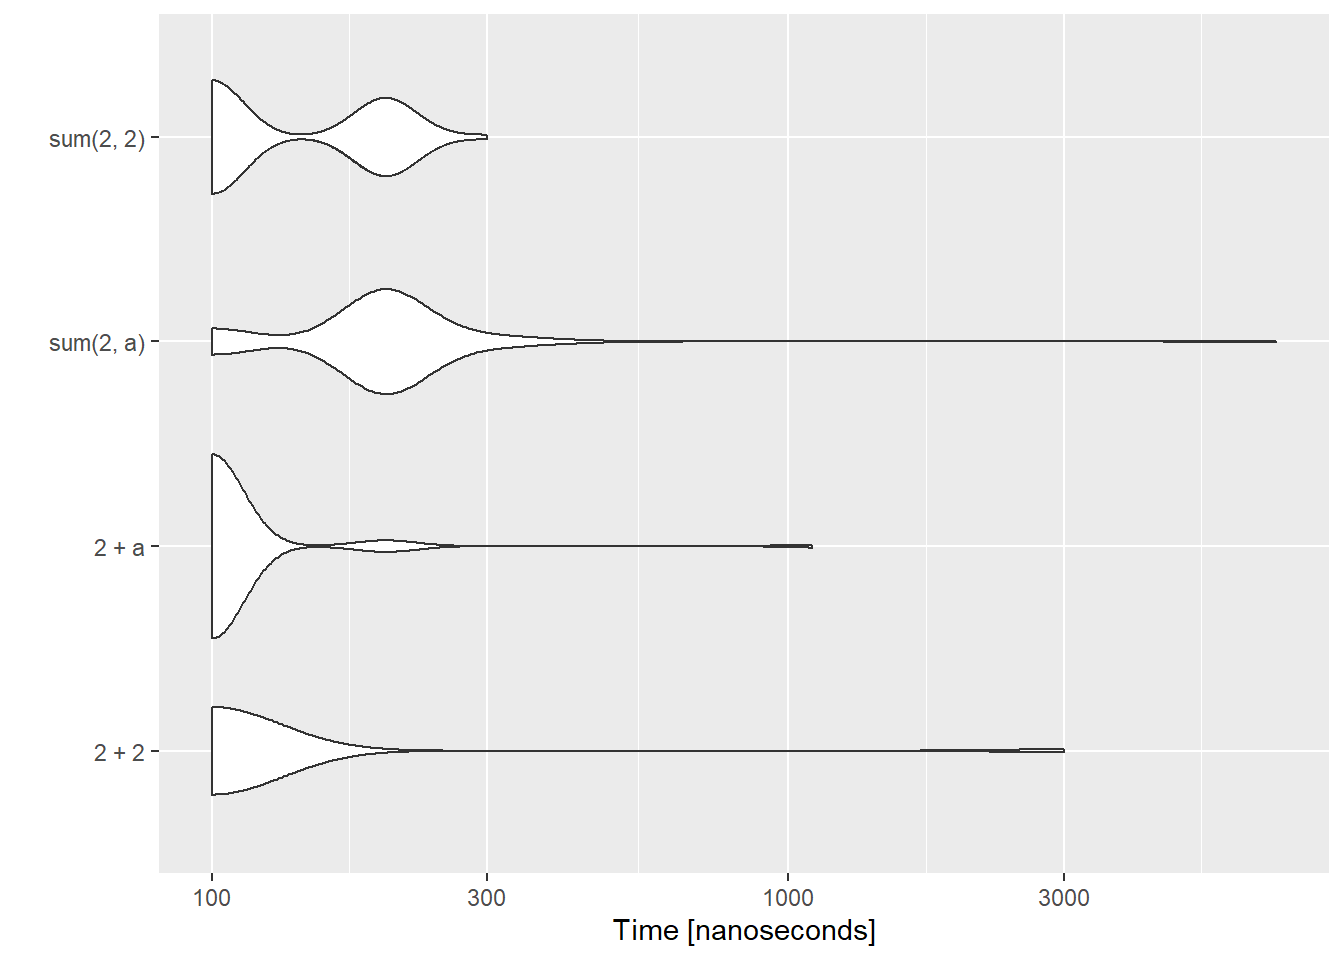 sum(2, 2)
sum(2, a)
2 + a
2 + 2
100 300 1000 3000
Time [nanoseconds]